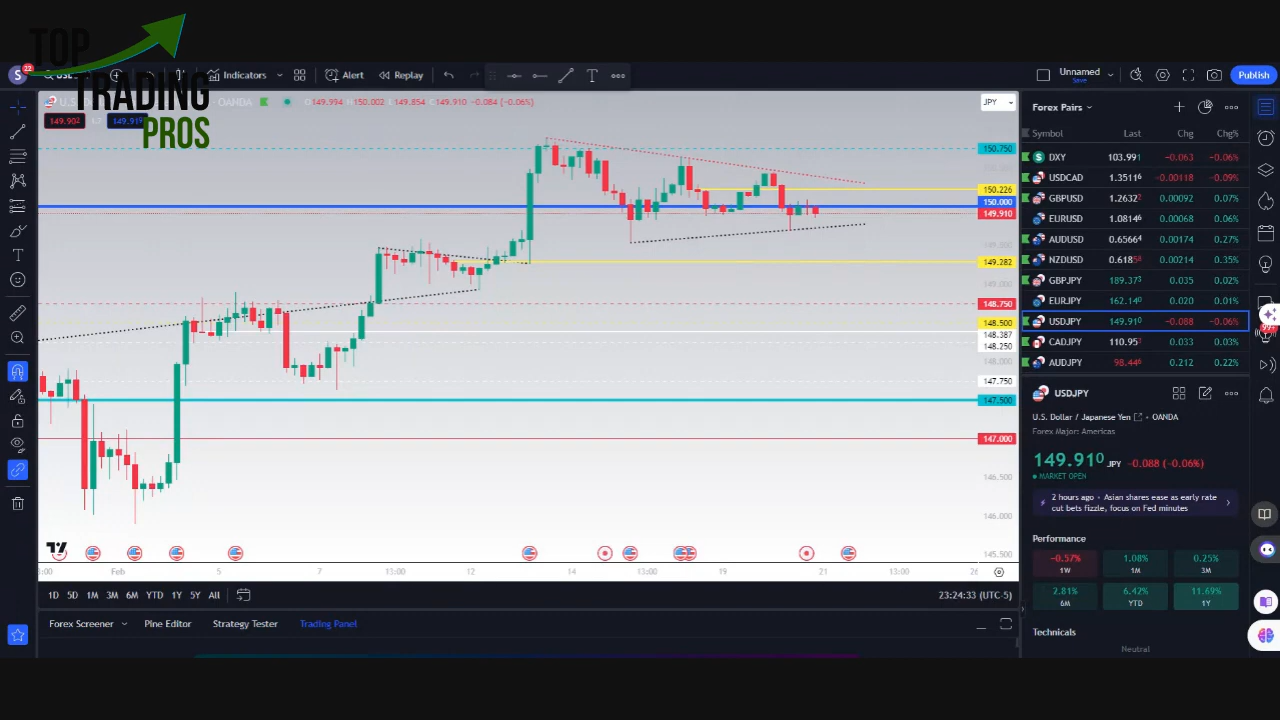 TOP
TRADING
PROS
S
22
Indicators
Alert
Replay
Unnamed
Save
Publish
OANDA
149.994
150.002
149.854
149.910 -0.084 (-0.06%)
149.90²
JPY
150.750
150.226
150.000
149.910
149.282
149.000
148.750
148.500
148.387
148.250
148.000
147.750
147.500
147.000
146.500
146.000
145.500
Feb
5
7
13:00
12
14
13:00
19
21
13:00
26
1D 5D 1M 3M 6M YTD 1Y 5Y All
23:24:33 (UTC-5)
Forex Screener
Pine Editor
Strategy Tester
Trading Panel
Forex Pairs
Symbol Last Chg Chg%
DXY 103.991 -0.063 -0.06%
USDCAD 1.3511⁶ -0.00118 -0.09%
GBPUSD 1.2632² 0.00092 0.07%
EURUSD 1.0814⁶ 0.00068 0.06%
AUDUSD 0.6566⁴ 0.00174 0.27%
NZDUSD 0.00214 0.35%
GBPJPY 189.37³ 0.035 0.02%
EURJPY 162.14⁰ 0.020 0.01%
USDJPY 149.91⁰ -0.088 -0.06%
CADJPY 0.033 0.03%
AUDJPY 98.44⁶ 0.212 0.22%
99+
USDJPY
U.S. Dollar / Japanese Yen • OANDA
Forex Major: Americas
149.91⁰ JPY -0.088 (-0.06%)
MARKET OPEN
2 hours ago • Asian shares ease as early rate
cut bets fizzle, focus on Fed minutes
Performance
-0.57% 1.08% 0.25%
1W 1M 3M
2.81% 6.42% 11.69%
6M YTD 1Y
Technicals
Neutral